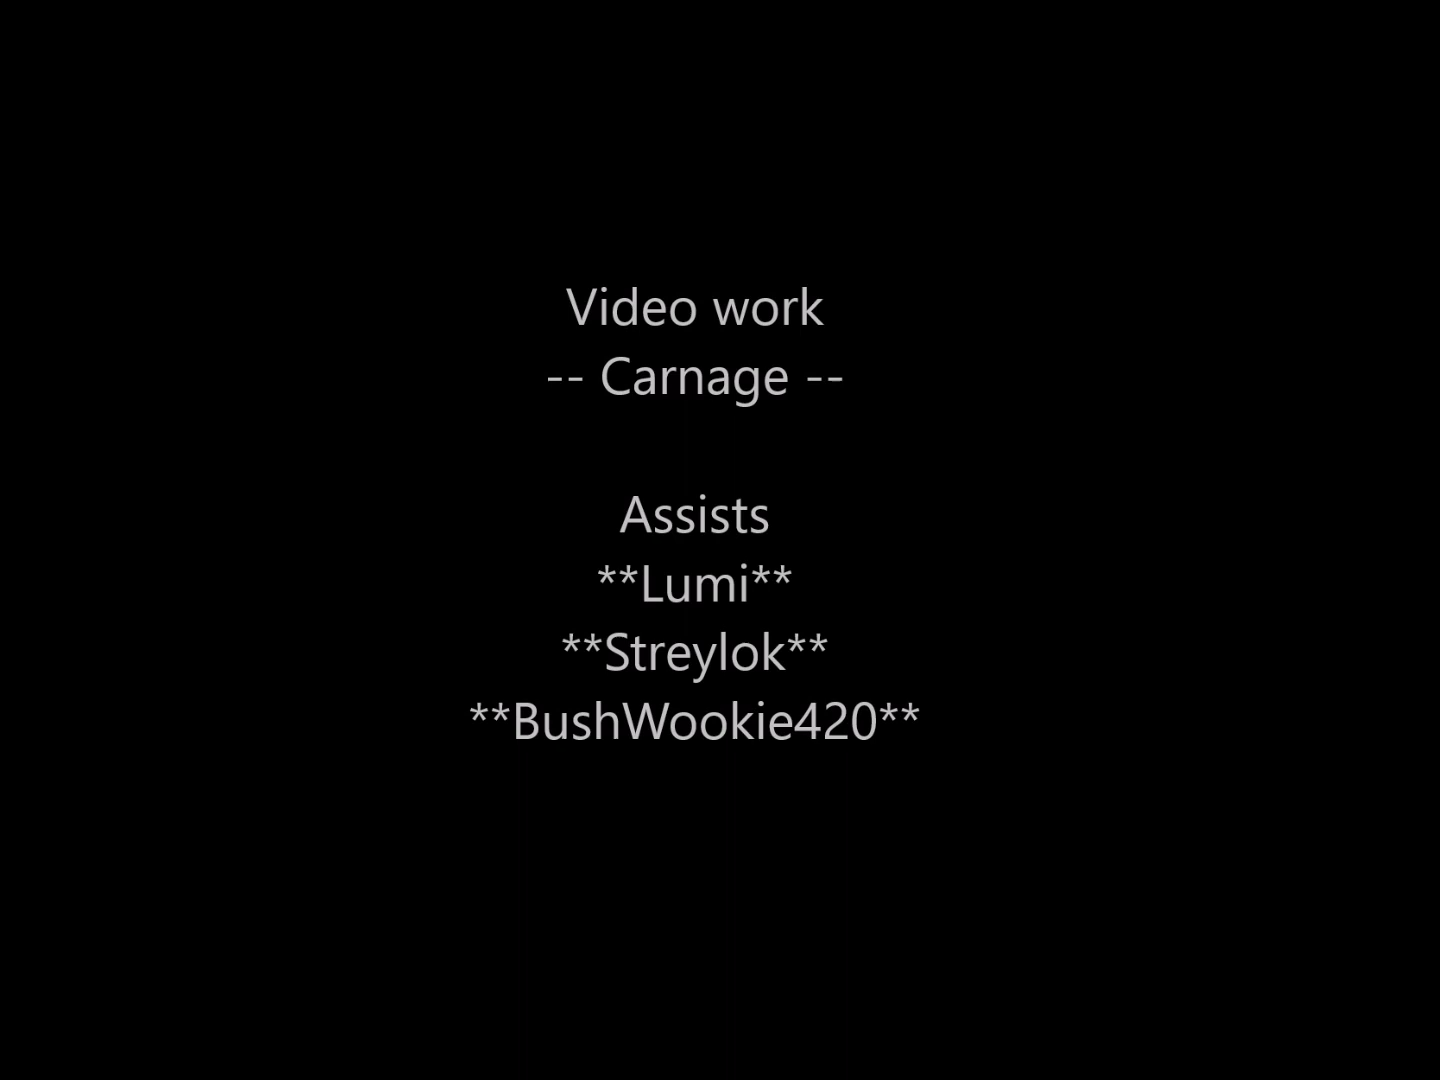 Video work
-- Carnage --
Assists
**Lumi**
**Streylok**
**BushWookie420**